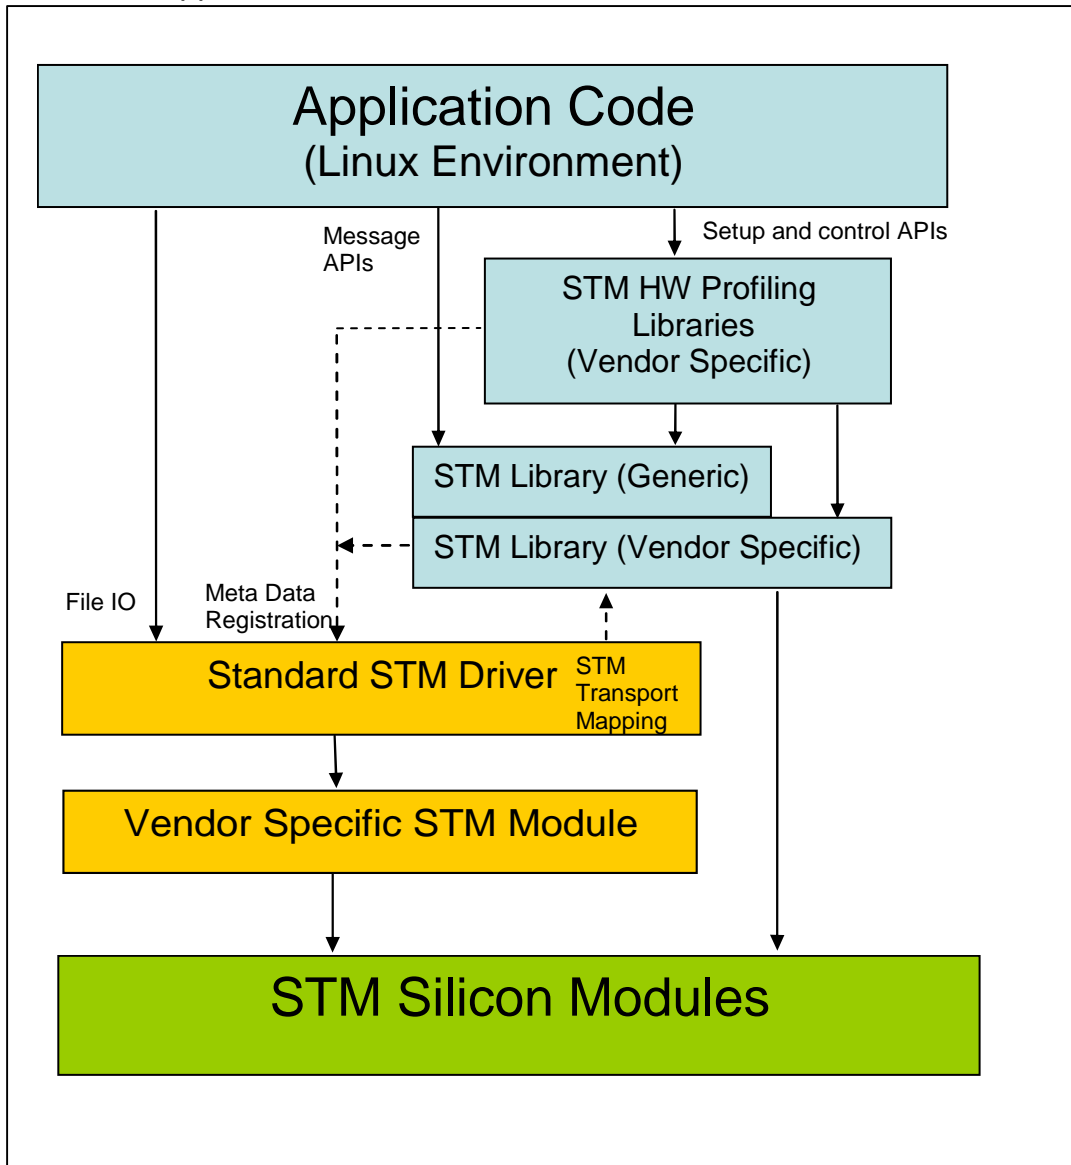 Application Code
(Linux Environment)
Message
APIs
Setup and control APIs
STM HW Profiling
Libraries
(Vendor Specific)
STM Library (Generic)
STM Library (Vendor Specific)
File IO
Meta Data
Registration
Standard STM Driver
STM
Transport
Mapping
Vendor Specific STM Module
STM Silicon Modules